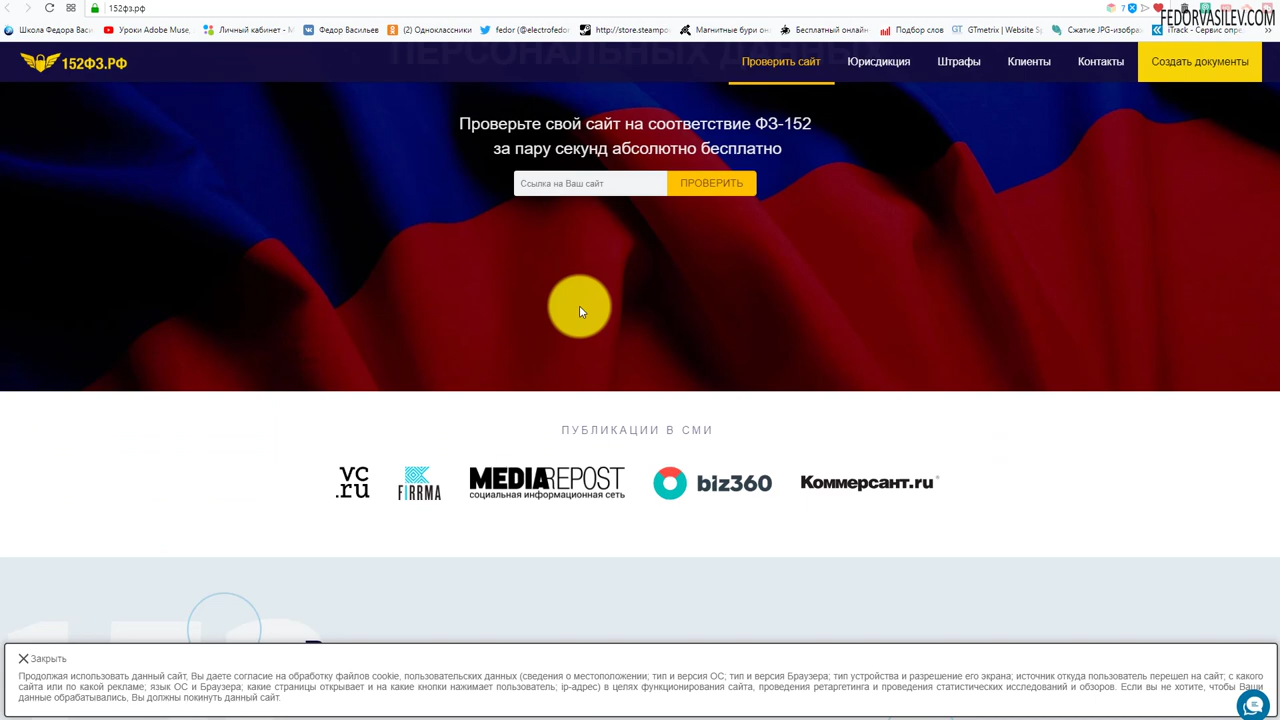 152фз.рф
7
FEDORVASILEV.COM
Школа Федора Васи.
Уроки Adobe Muse,
Личный кабинет - М
Федор Васильев
(2) Одноклассники
fedor (@electrofedor
http://store.steampo
Магнитные бури он
Бесплатный онлайн
Подбор слов
GTmetrix | Website S
Сжатие JPG-изобра
iTrack - Сервис опре.
ПЕРСОНАЛЬНЫХ ДАННЫХ
152ФЗ.РФ
Проверить сайт
Юрисдикция
Штрафы
Клиенты
Контакты
Создать документы
Проверьте свой сайт на соответствие ФЗ-152
за пару секунд абсолютно бесплатно
Ссылка на Ваш сайт
ПРОВЕРИТЬ
ПУБЛИКАЦИИ В СМИ
vc
.ru
FIRRMA
MEDIAREPOST
социальная информационная сеть
biz360
Коммерсант.ru
Закрыть
Продолжая использовать данный сайт, Вы даете согласие на обработку файлов cookie, пользовательских данных (сведения о местоположении; тип и версия ОС; тип и версия Браузера; тип устройства и разрешение его экрана; источник откуда пользователь перешел на сайт; с какого
сайта или по какой рекламе; язык ОС и Браузера; какие страницы открывает и на какие кнопки нажимает пользователь; ip-адрес) в целях функционирования сайта, проведения ретаргетинга и проведения статистических исследований и обзоров. Если вы не хотите, чтобы Ваши
данные обрабатывались, Вы должны покинуть данный сайт.